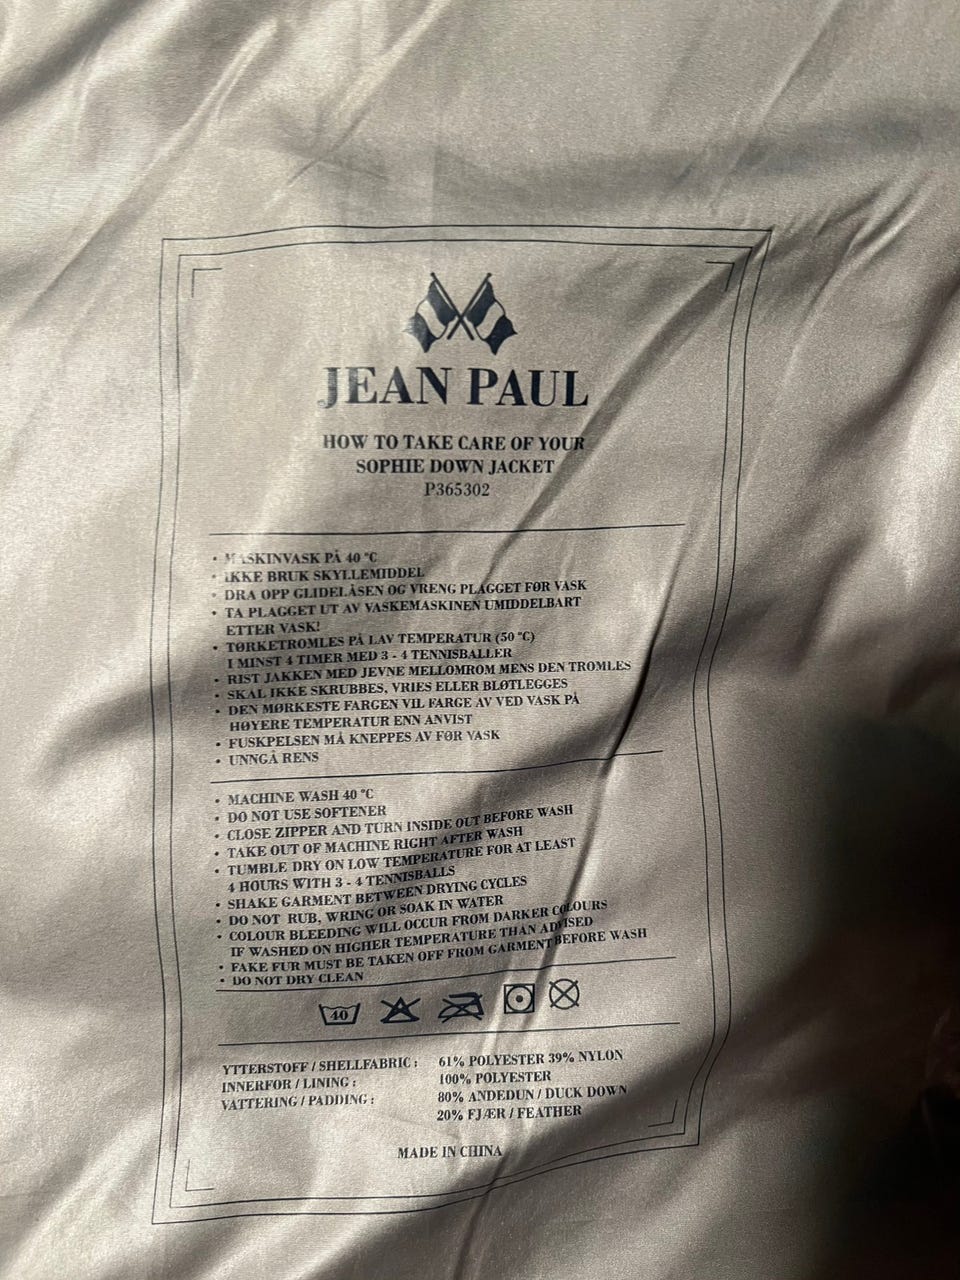 JEAN PAUL
HOW TO TAKE CARE OF YOUR
SOPHIE DOWN JACKET
P365302
• MASKINVASK PÅ 40 °C
• IKKE BRUK SKYLLEMIDDEL
• DRA OPP GLIDELÅSEN OG VRENG PLAGGET FØR VASK
• TA PLAGGET UT AV VASKEMASKINEN UMIDDELBART
ETTER VASK!
• TØRKETROMLES PÅ LAV TEMPERATUR (50 °C)
I MINST 4 TIMER MED 3 - 4 TENNISBALLER
• RIST JAKKEN MED JEVNE MELLOMROM MENS DEN TROMLES
• SKAL IKKE SKRUBBES, VRIES ELLER BLØTLEGGES
• DEN MØRKESTE FARGEN VIL FARGE AV VED VASK PÅ
HØYERE TEMPERATUR ENN ANVIST
• FUSKPELSEN MÅ KNEPPES AV FØR VASK
• UNNGÅ RENS
• MACHINE WASH 40 °C
• DO NOT USE SOFTENER
• CLOSE ZIPPER AND TURN INSIDE OUT BEFORE WASH
• TAKE OUT OF MACHINE RIGHT AFTER WASH
• TUMBLE DRY ON LOW TEMPERATURE FOR AT LEAST
4 HOURS WITH 3 - 4 TENNISBALLS
• SHAKE GARMENT BETWEEN DRYING CYCLES
• DO NOT RUB, WRING OR SOAK IN WATER
• COLOUR BLEEDING WILL OCCUR FROM DARKER COLOURS
IF WASHED ON HIGHER TEMPERATURE THAN ADVISED
• FAKE FUR MUST BE TAKEN OFF FROM GARMENT BEFORE WASH
• DO NOT DRY CLEAN
40
YTTERSTOFF / SHELLFABRIC : 61% POLYESTER 39% NYLON
INNERFOR / LINING : 100% POLYESTER
VATTERING / PADDING : 80% ANDEDUN / DUCK DOWN
20% FJÆR / FEATHER
MADE IN CHINA